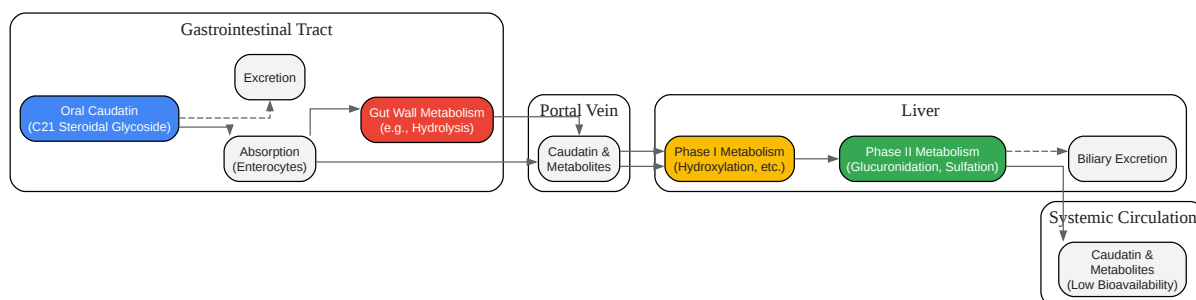 Gastrointestinal Tract
Excretion
Oral Caudatin
(C21 Steroidal Glycoside)
Absorption
(Enterocytes)
Gut Wall Metabolism
(e.g., Hydrolysis)
Portal Vein
Caudatin &
Metabolites
Liver
Phase I Metabolism
(Hydroxylation, etc.)
Phase II Metabolism
(Glucuronidation, Sulfation)
Biliary Excretion
Systemic Circulation
Caudatin &
Metabolites
(Low Bioavailability)